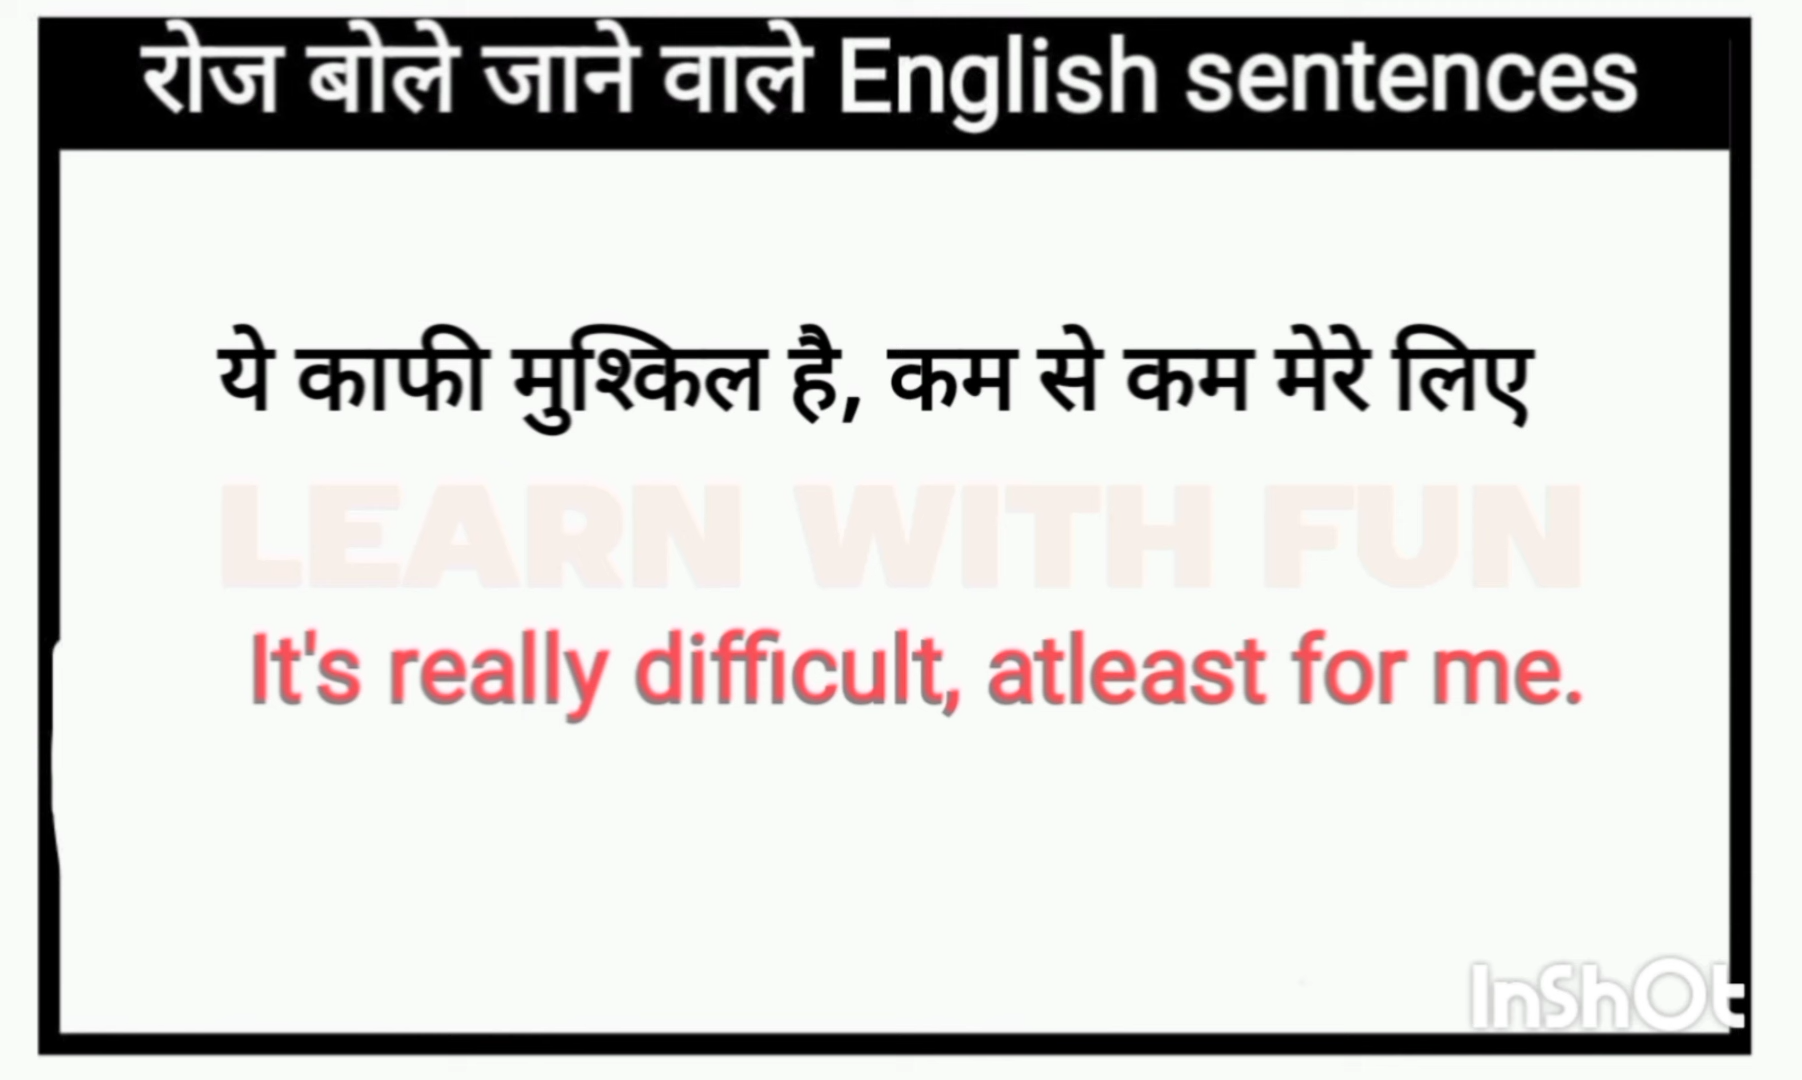 रोज बोले जाने वाले English sentences
ये काफी मुश्किल है, कम से कम मेरे लिए
LEARN WITH FUN
It's really difficult, atleast for me.
InShOt